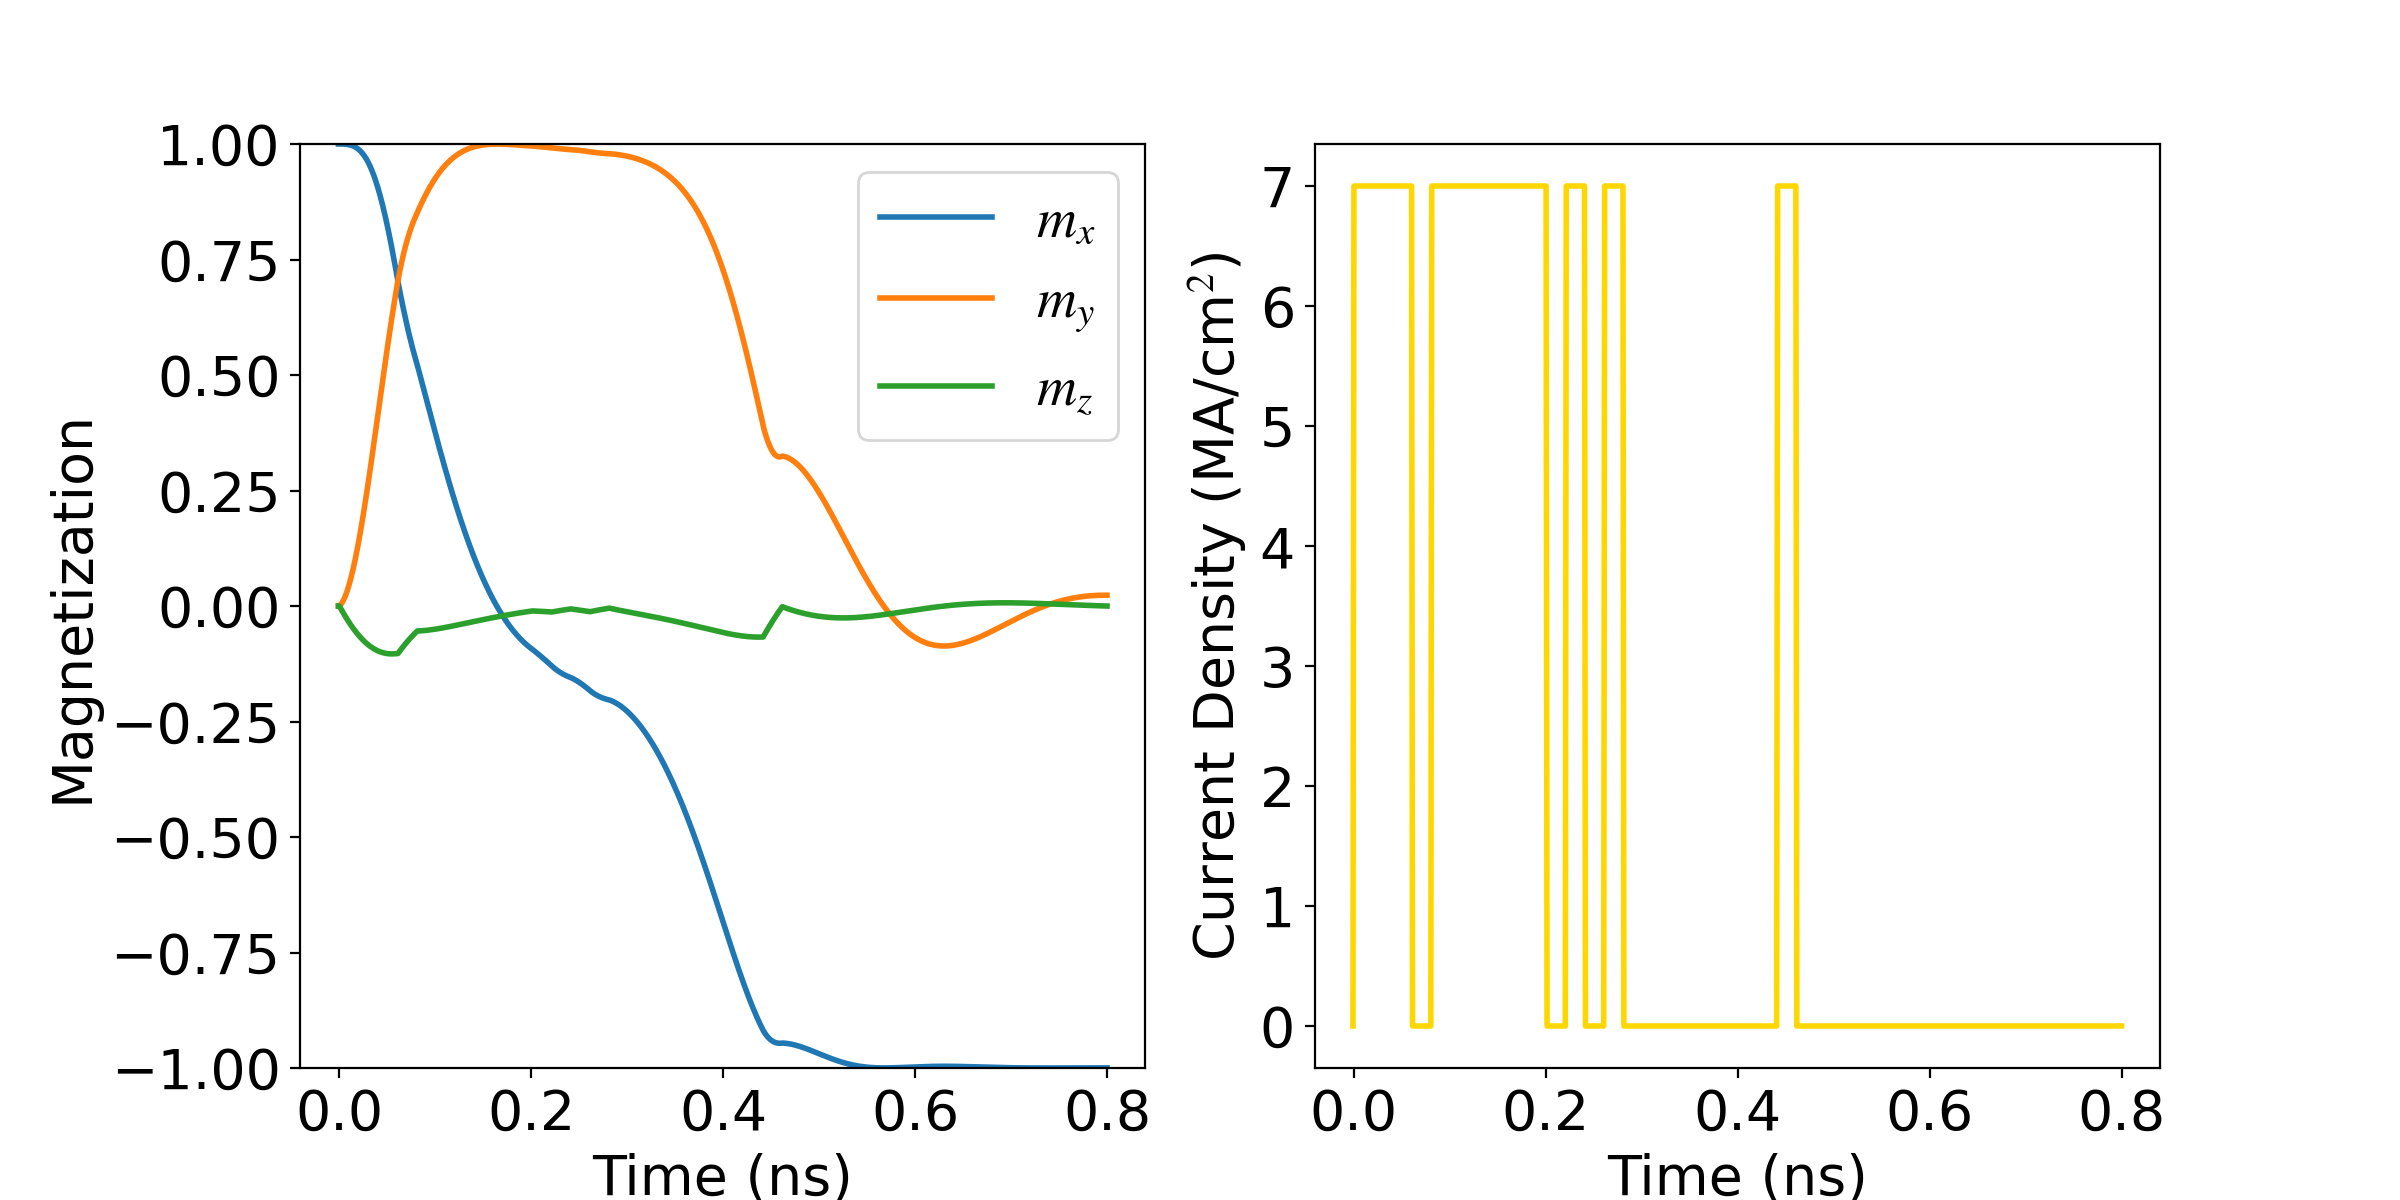 1.00
0.75
0.50
0.25
0.00
−0.25
−0.50
−0.75
−1.00
Magnetization
0.0 0.2 0.4 0.6 0.8
Time (ns)
m_x
m_y
m_z
7
6
5
4
3
2
1
0
Current Density (MA/cm²)
0.0 0.2 0.4 0.6 0.8
Time (ns)